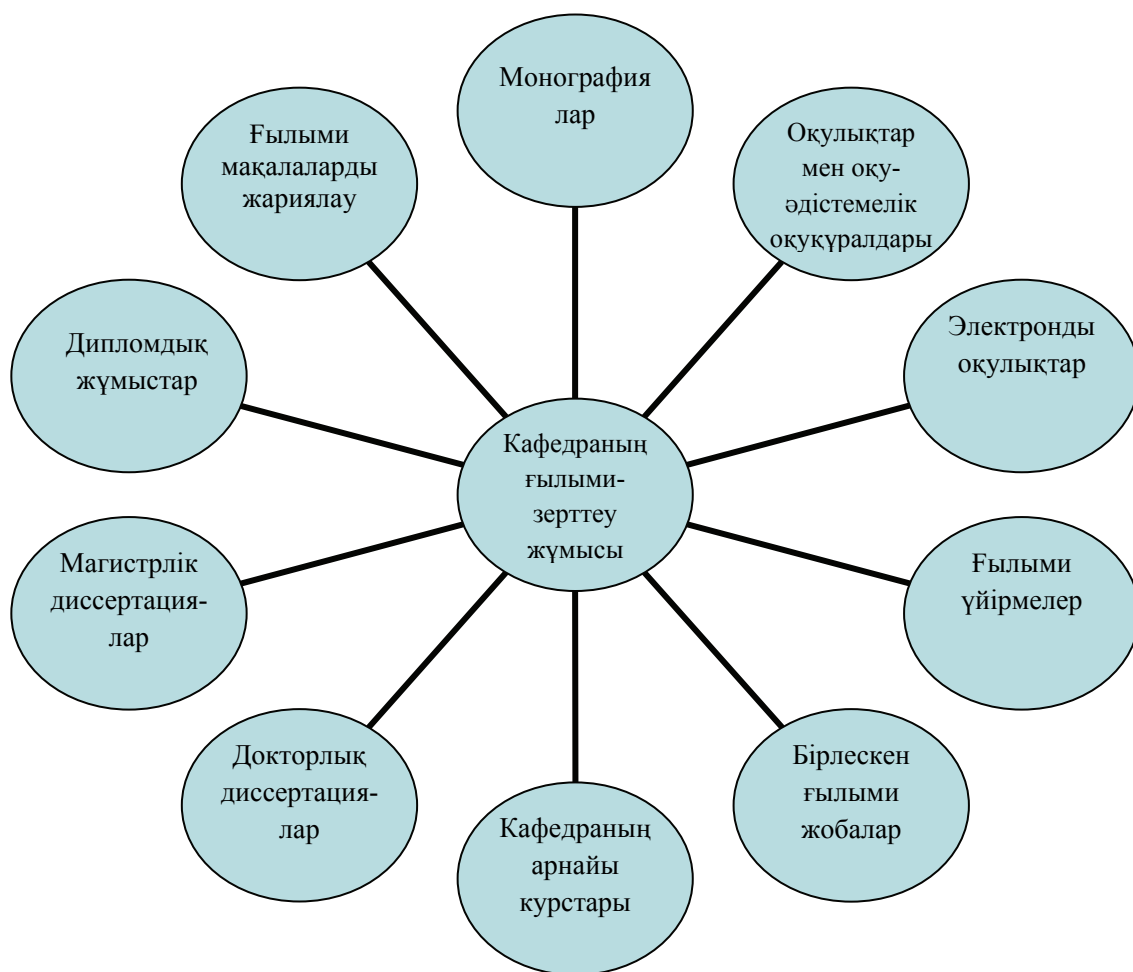 Монография
лар
Оқулықтар
мен оқу-
әдістемелік
оқуқұралдары
Электронды
оқулықтар
Ғылыми
үйірмелер
Бірлескен
ғылыми
жобалар
Кафедраның
арнайы
курстары
Докторлық
диссертация-
лар
Магистрлік
диссертация-
лар
Дипломдық
жұмыстар
Ғылыми
мақалаларды
жариялау
Кафедраның
ғылыми-
зерттеу
жұмысы